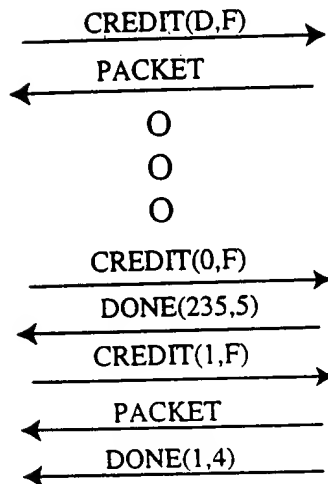 CREDIT(D,F)
PACKET
O
O
O
CREDIT(0,F)
DONE(235,5)
CREDIT(1,F)
PACKET
DONE(1,4)